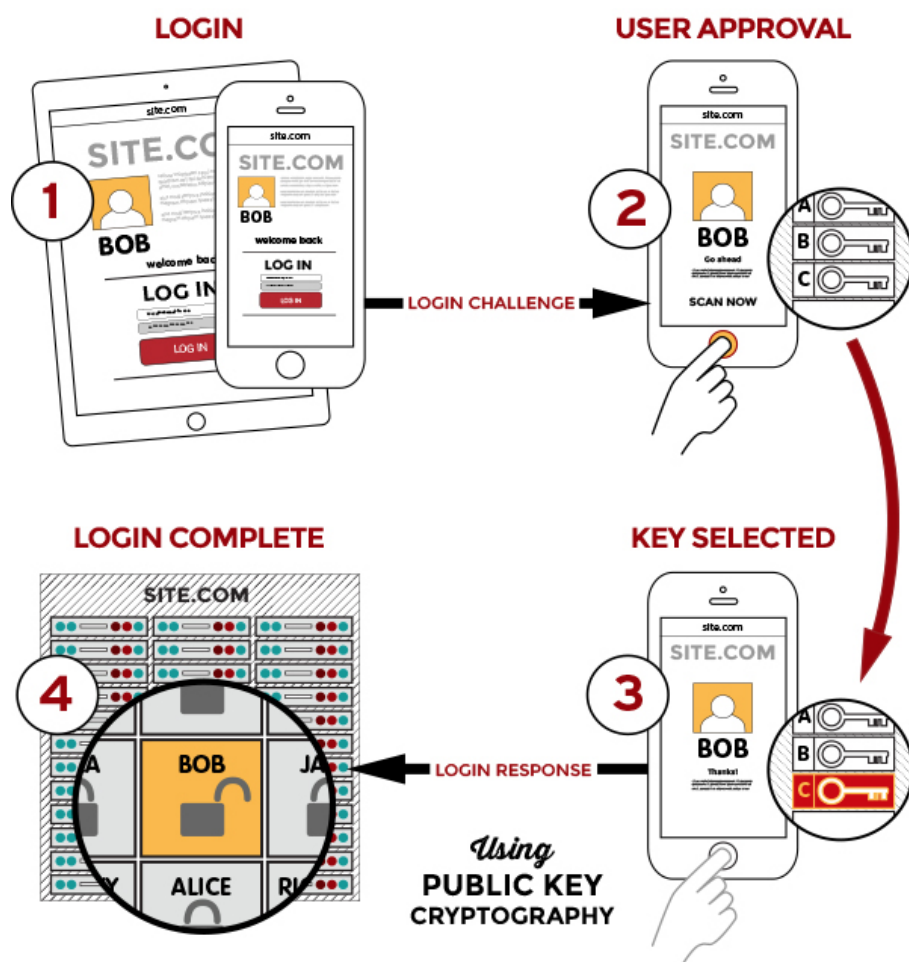 LOGIN
USER APPROVAL
1
site.com
SITE.CO
BOB
welcome bac
LOG IN
LOG IN
site.com
SITE.COM
BOB
welcome back
LOG IN
LOG IN
LOGIN CHALLENGE
2
site.com
SITE.COM
BOB
Go ahead
SCAN NOW
A
B
C
LOGIN COMPLETE
KEY SELECTED
4
SITE.COM
A
BOB
JA
Y
ALICE
RI
LOGIN RESPONSE
3
site.com
SITE.COM
BOB
Thanks!
A
B
C
Using
PUBLIC KEY
CRYPTOGRAPHY